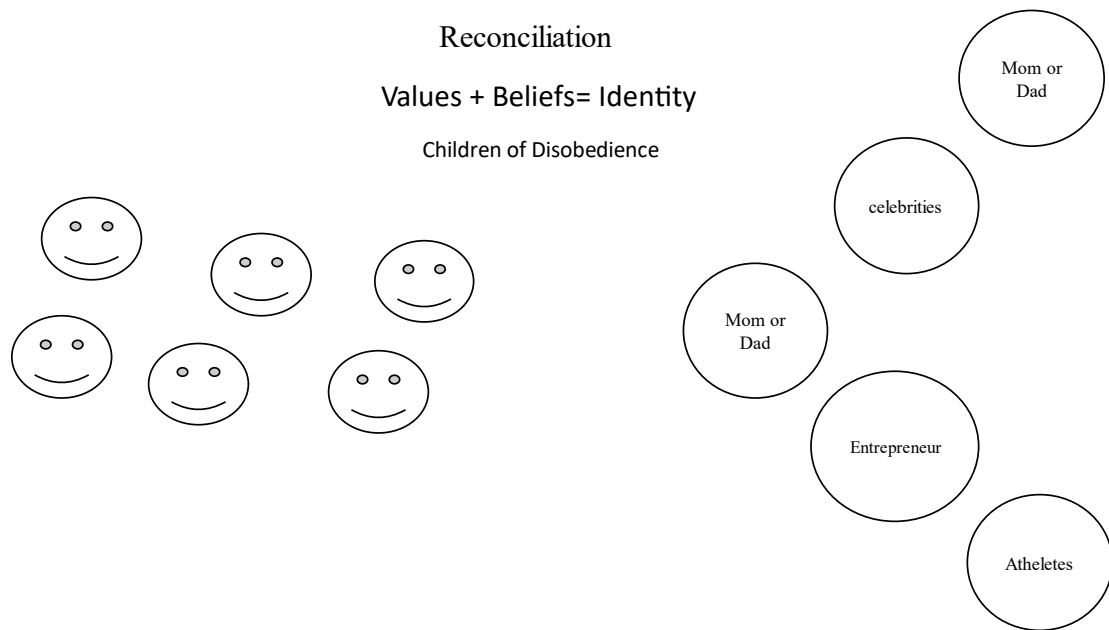 Reconciliation
Values + Beliefs= Identity
Children of Disobedience
Mom or
Dad
celebrities
Mom or
Dad
Entrepreneur
Atheletes